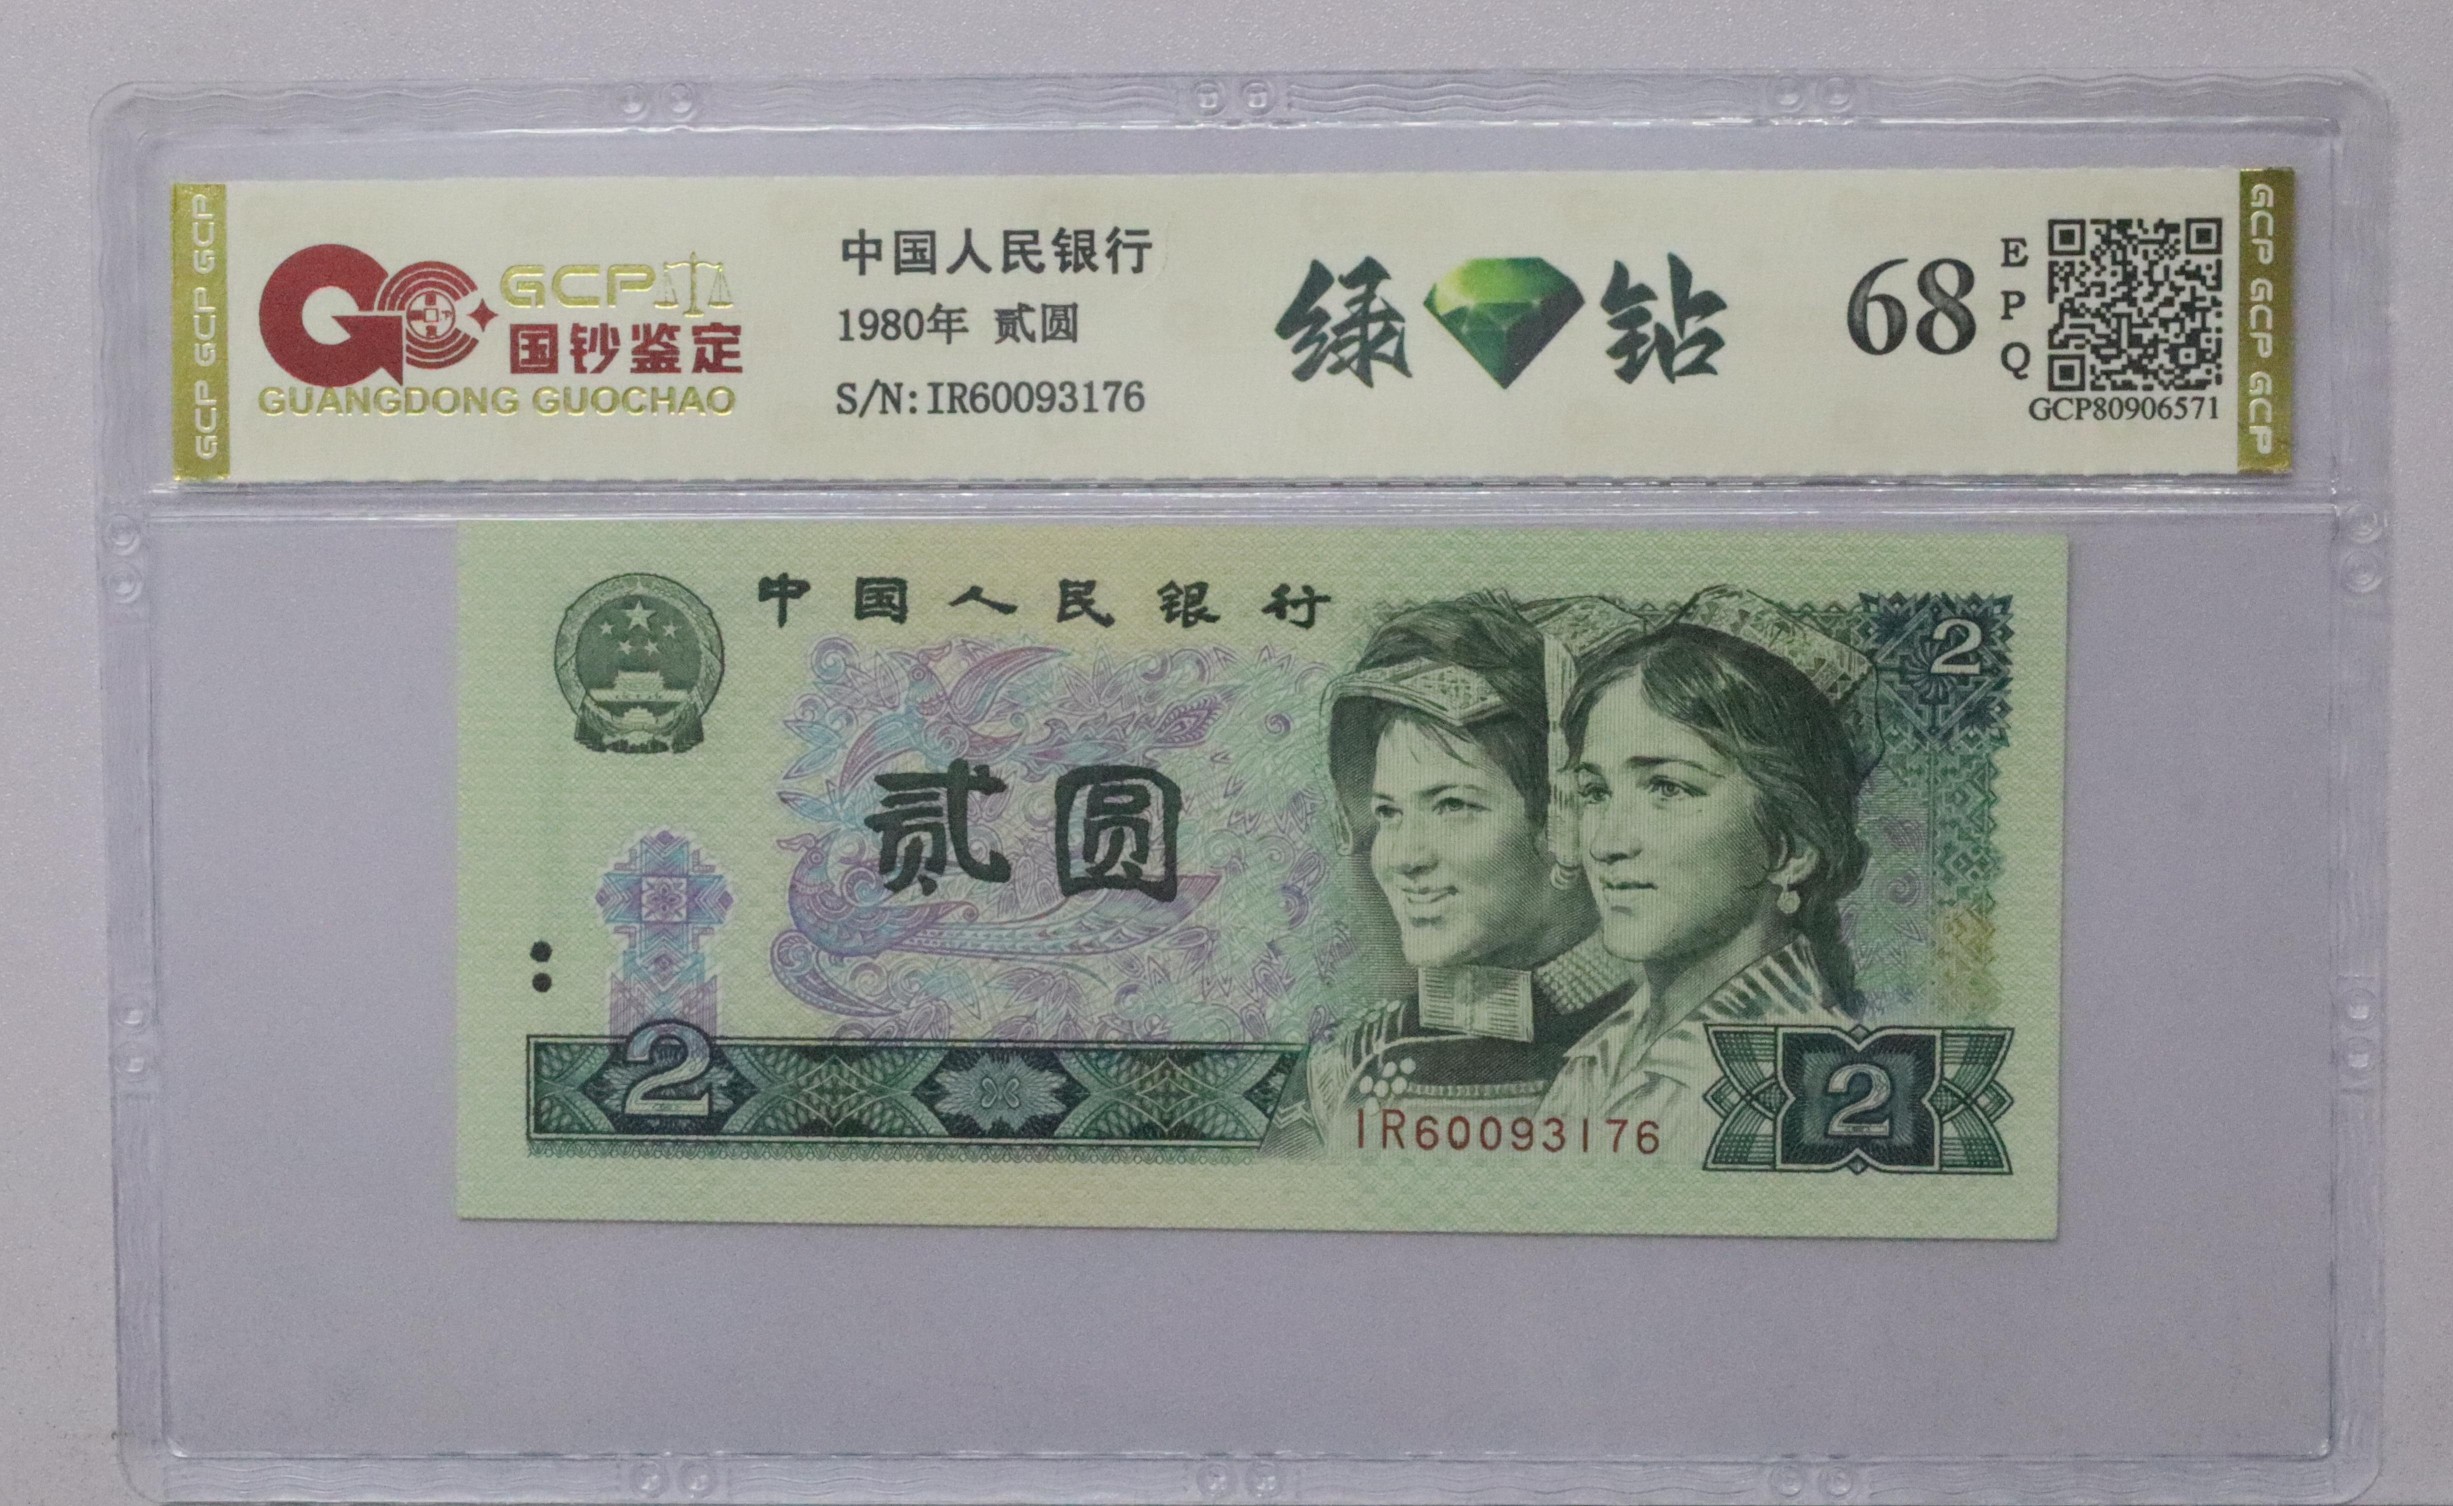 GCP GCP GCP
GCP
国钞鉴定
GUANGDONG GUOCHAO
中国人民银行
1980年 贰圆
S/N:IR60093176
绿钻
68
EPQ
GCP80906571
GCP GCP GCP
中国人民银行
2
贰圆
2
IR60093176
2